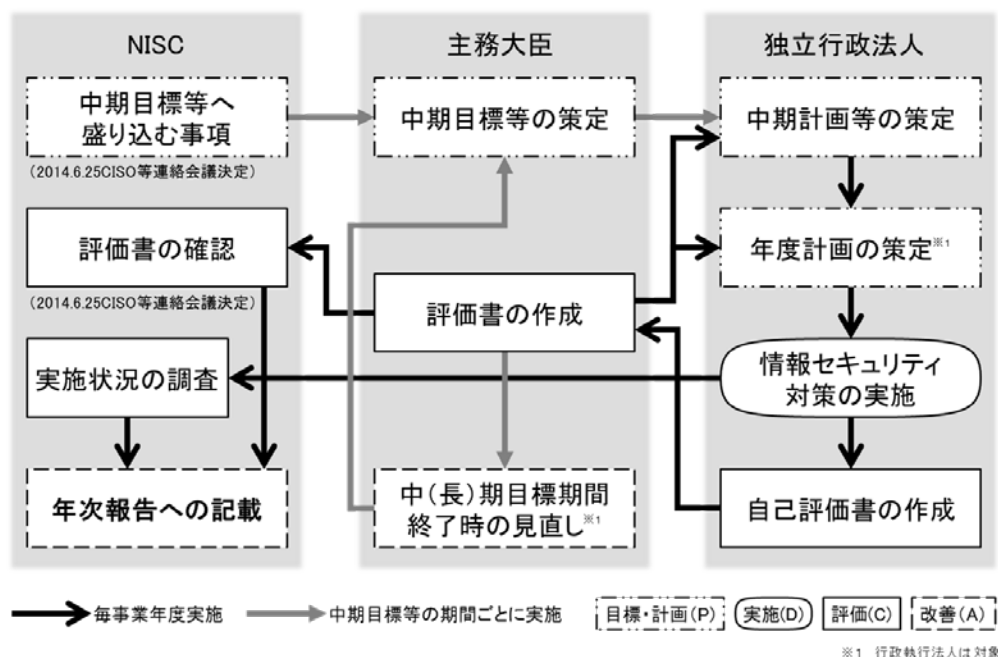 NISC
中期目標等へ
盛り込む事項
(2014.6.25CISO等連絡会議決定)
評価書の確認
(2014.6.25CISO等連絡会議決定)
実施状況の調査
年次報告への記載
主務大臣
中期目標等の策定
評価書の作成
中(長)期目標期間
終了時の見直し※1
独立行政法人
中期計画等の策定
年度計画の策定※1
情報セキュリティ
対策の実施
自己評価書の作成
毎事業年度実施
中期目標等の期間ごとに実施
目標・計画(P)
実施(D)
評価(C)
改善(A)
※1 行政執行法人は対象